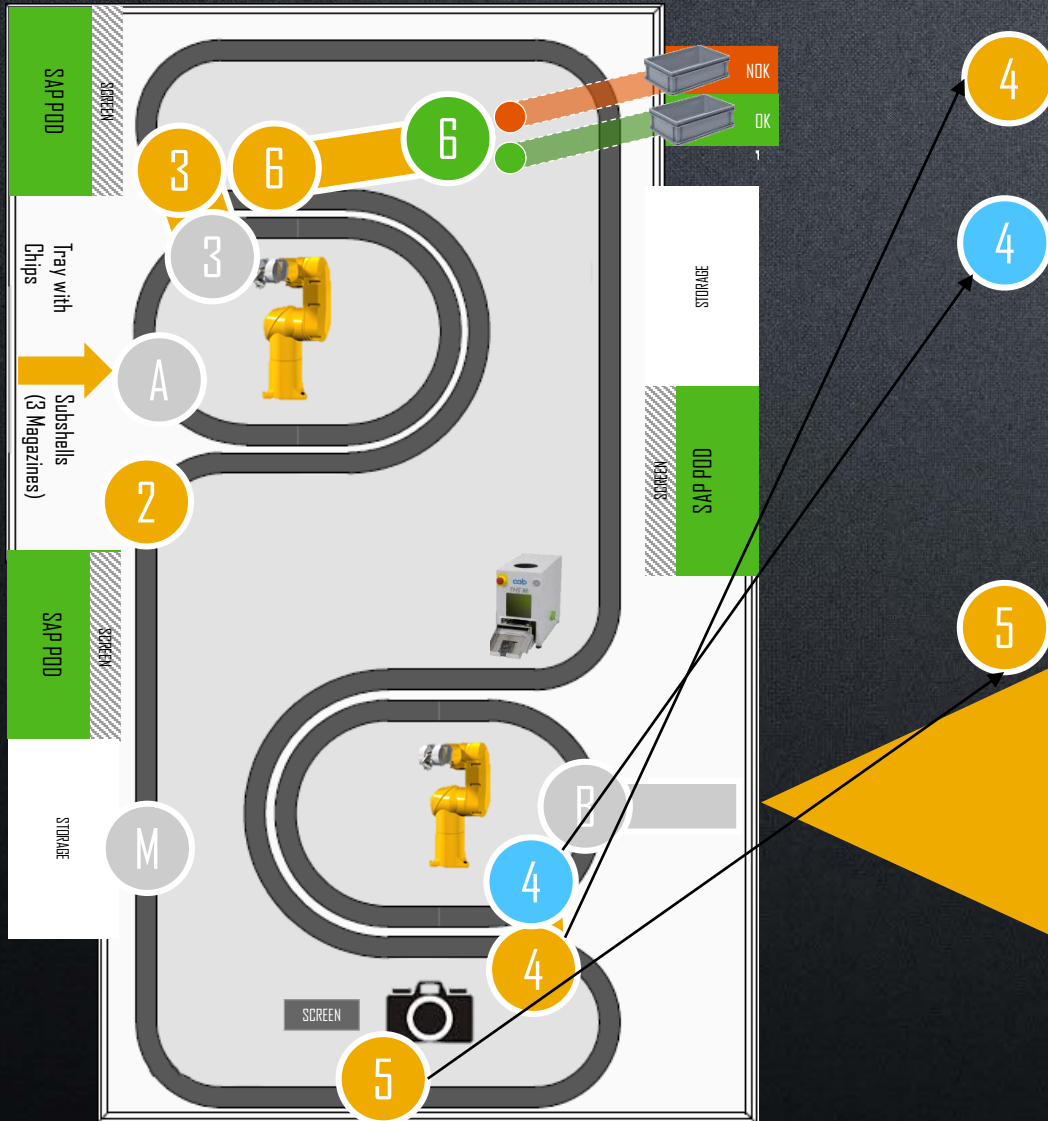 SAP POD
SCREEN
NOK
OK
1
4
3
6
6
3
4
Tray with
Chips
STORAGE
A
Subshells
(3 Magazines)
2
SCREEN
SAP POD
cab
SAP POD
SCREEN
5
STORAGE
M
B
4
4
SCREEN
5